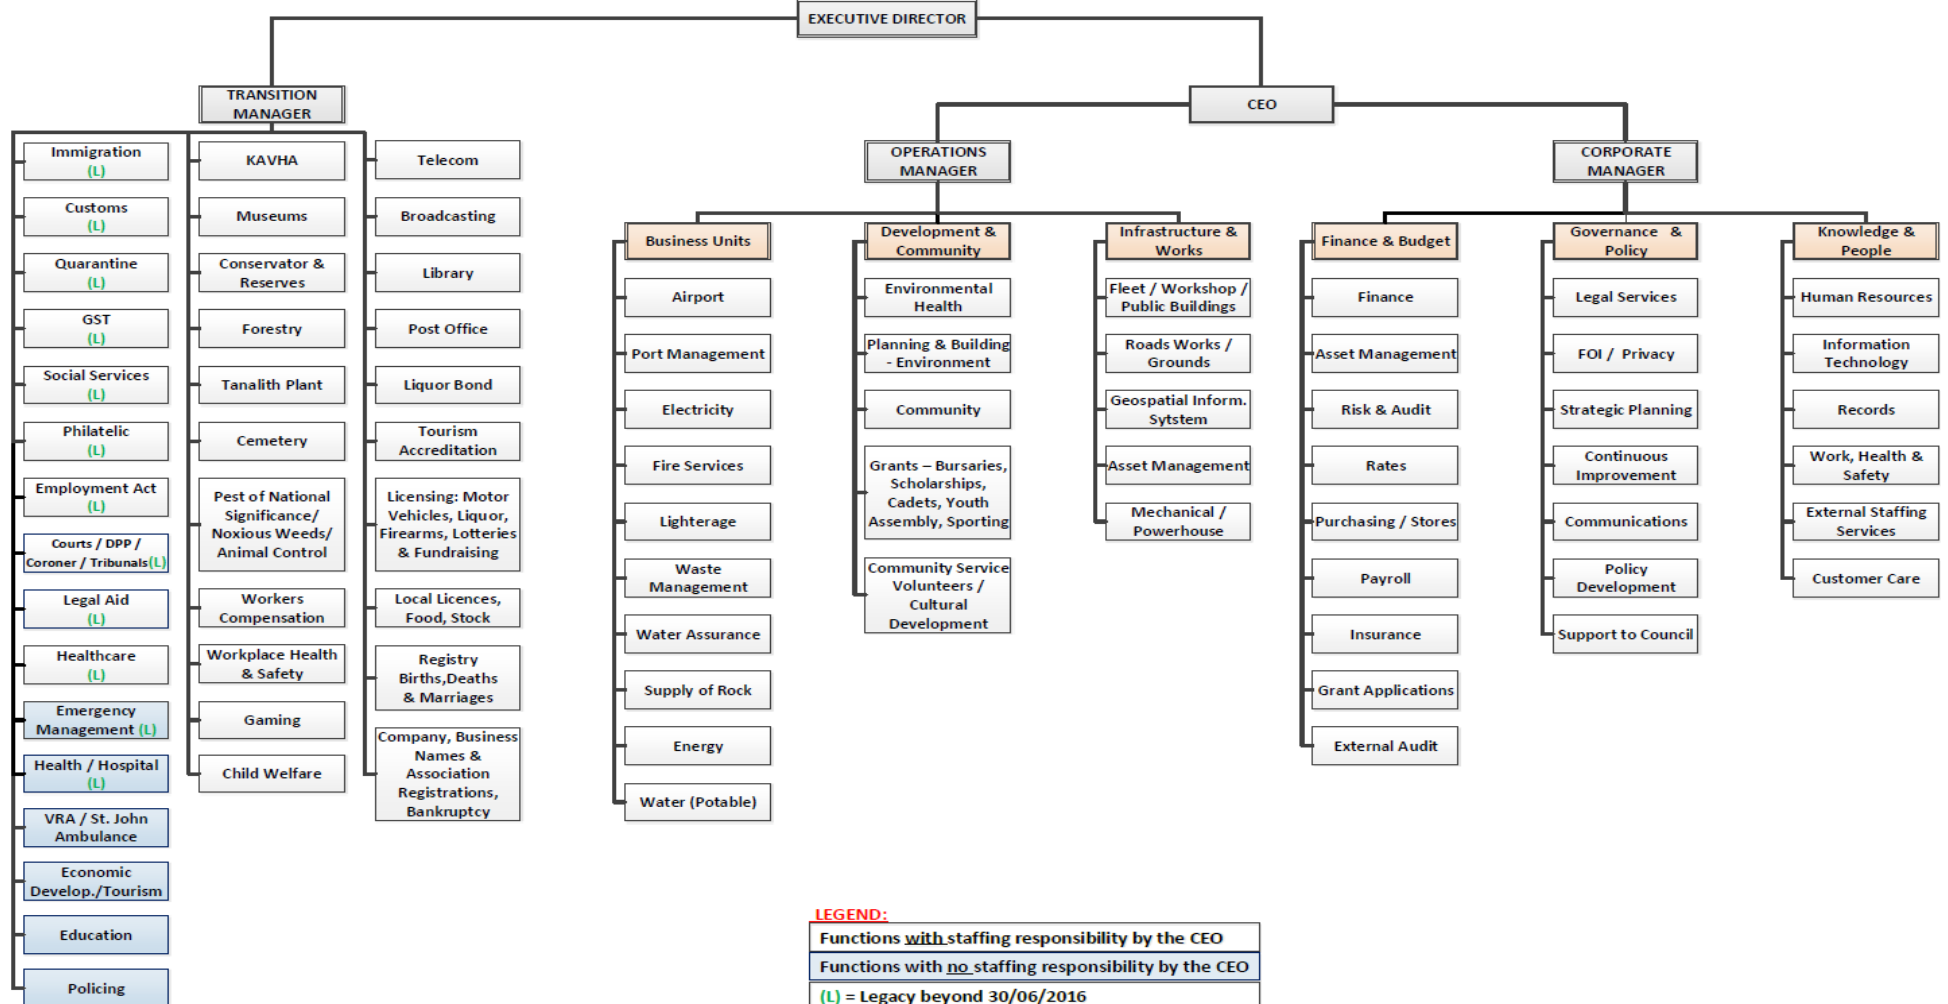 EXECUTIVE DIRECTOR
TRANSITION
MANAGER
CEO
OPERATIONS
MANAGER
CORPORATE
MANAGER
Immigration
(L)
Customs
(L)
Quarantine
(L)
GST
(L)
Social Services
(L)
Philatelic
(L)
Employment Act
(L)
Courts / DPP /
Coroner / Tribunals(L)
Legal Aid
(L)
Healthcare
(L)
Emergency
Management (L)
Health / Hospital
(L)
VRA / St. John
Ambulance
Economic
Develop./Tourism
Education
Policing
KAVHA
Museums
Conservator &
Reserves
Forestry
Tanalith Plant
Cemetery
Pest of National
Significance/
Noxious Weeds/
Animal Control
Workers
Compensation
Workplace Health
& Safety
Gaming
Child Welfare
Telecom
Broadcasting
Library
Post Office
Liquor Bond
Tourism
Accreditation
Licensing: Motor
Vehicles, Liquor,
Firearms, Lotteries
& Fundraising
Local Licences,
Food, Stock
Registry
Births,Deaths
& Marriages
Company, Business
Names &
Association
Registrations,
Bankruptcy
Business Units
Airport
Port Management
Electricity
Fire Services
Lighterage
Waste
Management
Water Assurance
Supply of Rock
Energy
Water (Potable)
Development &
Community
Environmental
Health
Planning & Building
- Environment
Community
Grants – Bursaries,
Scholarships,
Cadets, Youth
Assembly, Sporting
Community Service
Volunteers /
Cultural
Development
Infrastructure &
Works
Fleet / Workshop /
Public Buildings
Roads Works /
Grounds
Geospatial Inform.
Sytstem
Asset Management
Mechanical /
Powerhouse
Finance & Budget
Finance
Asset Management
Risk & Audit
Rates
Purchasing / Stores
Payroll
Insurance
Grant Applications
External Audit
Governance &
Policy
Legal Services
FOI / Privacy
Strategic Planning
Continuous
Improvement
Communications
Policy
Development
Support to Council
Knowledge &
People
Human Resources
Information
Technology
Records
Work, Health &
Safety
External Staffing
Services
Customer Care
LEGEND:
Functions with staffing responsibility by the CEO
Functions with no staffing responsibility by the CEO
(L) = Legacy beyond 30/06/2016